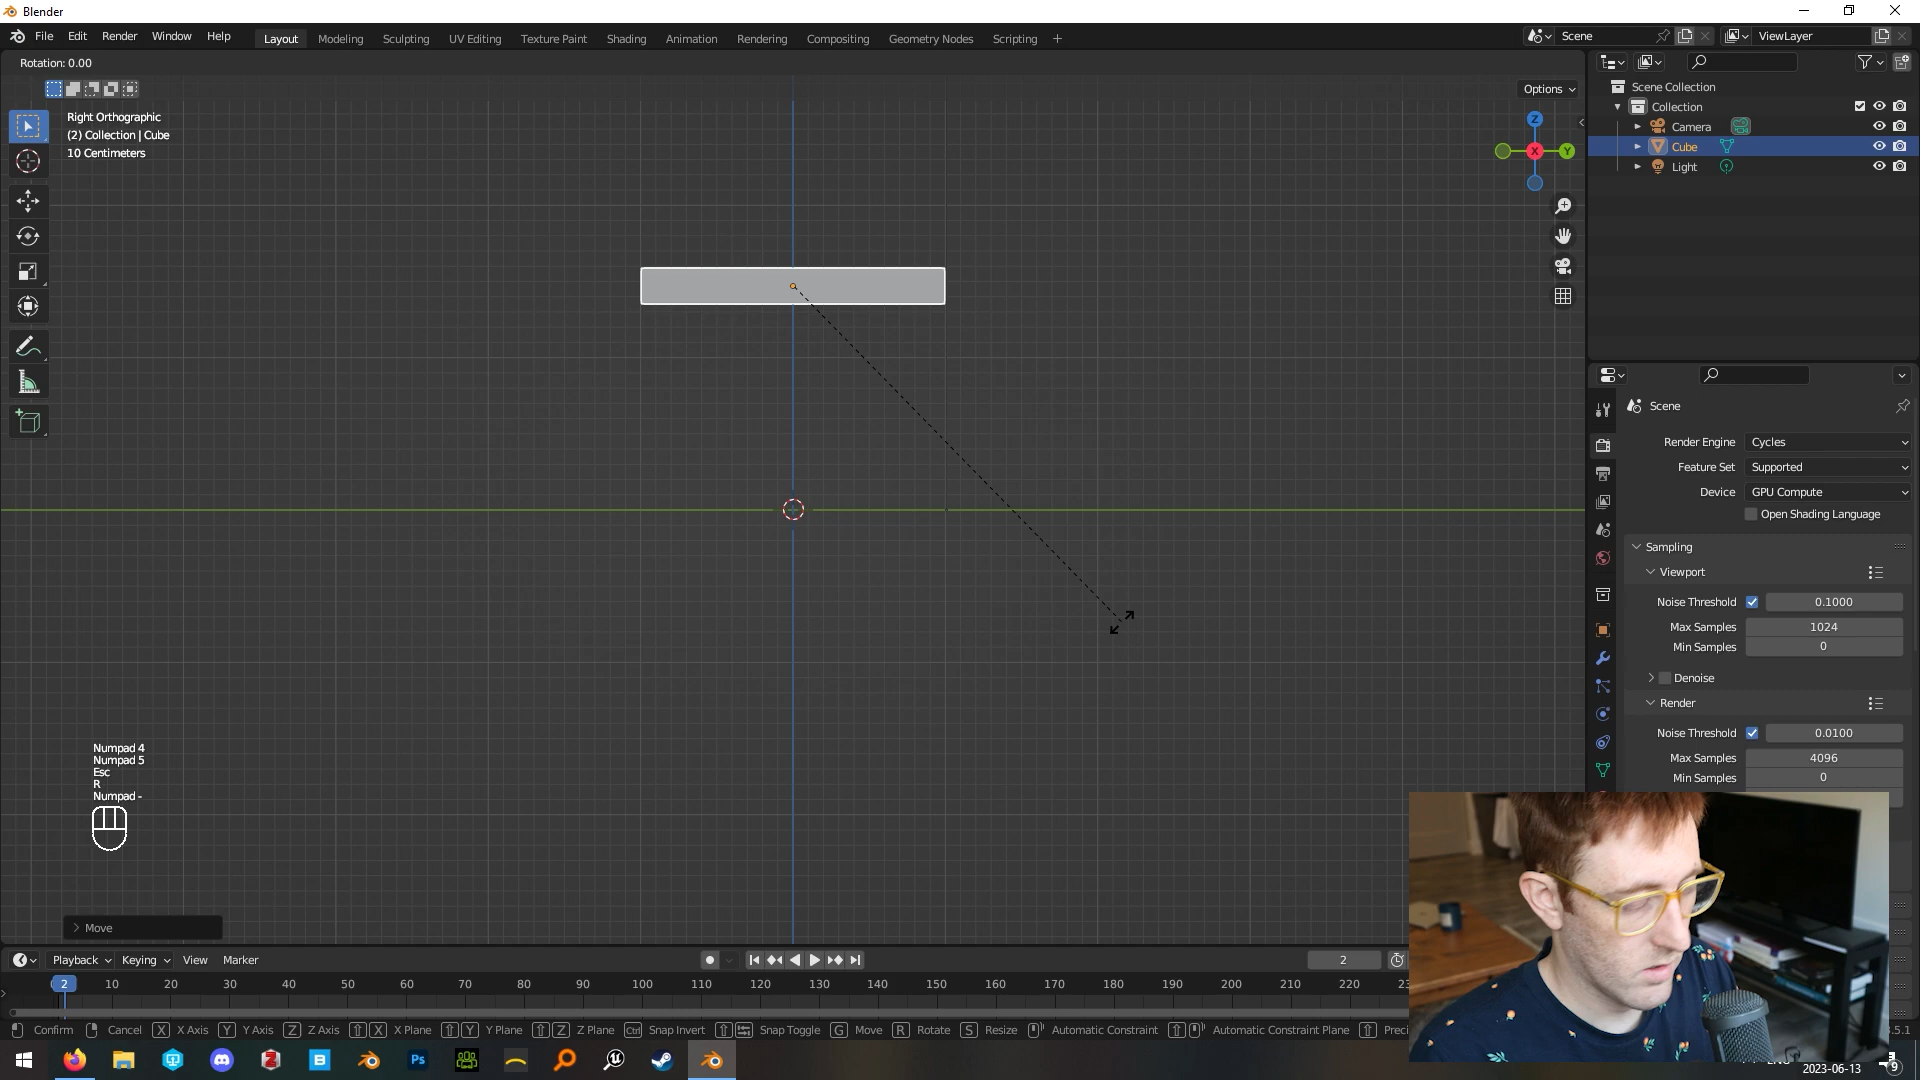 Blender
File Edit Render Window Help Layout Modeling Sculpting UV Editing Texture Paint Shading Animation Rendering Compositing Geometry Nodes Scripting + Scene ViewLayer
Rotation: 0.00
Options
Right Orthographic
(2) Collection | Cube
10 Centimeters
Z
X
Y
Scene Collection
Collection
Camera
Cube
Light
Scene
Render Engine Cycles
Feature Set Supported
Device GPU Compute
Open Shading Language
Sampling
Viewport
Noise Threshold 0.1000
Max Samples 1024
Min Samples 0
Denoise
Render
Noise Threshold 0.0100
Max Samples 4096
Min Samples 0
Numpad 4
Numpad 5
Esc
R
Numpad -
Move
Playback Keying View Marker 2
2 10 20 30 40 50 60 70 80 90 100 110 120 130 140 150 160 170 180 190 200 210 220
Confirm Cancel X X Axis Y Y Axis Z Z Axis X X Plane Y Y Plane Z Z Plane Ctrl Snap Invert Snap Toggle G Move R Rotate S Resize Automatic Constraint Automatic Constraint Plane
Ps
2023-06-13
9